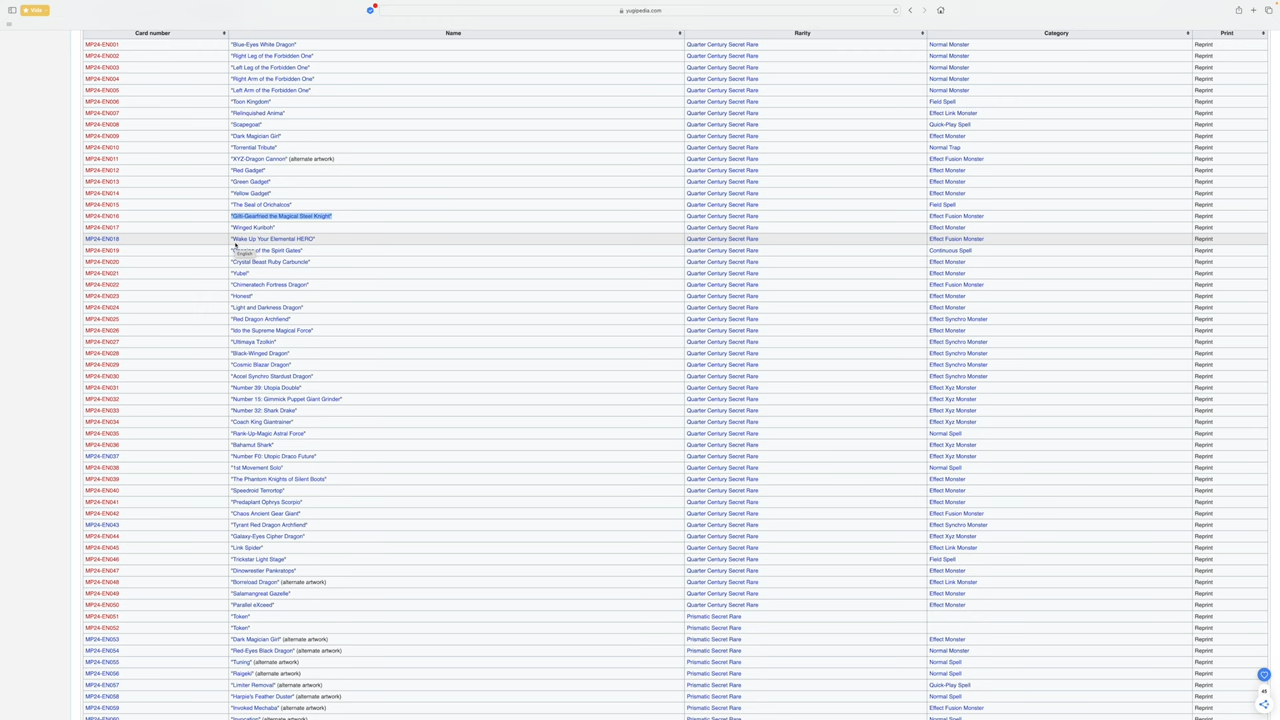 Vida
yugipedia.com
Card number Name Rarity Category Print
MP24-EN001 "Blue-Eyes White Dragon" Quarter Century Secret Rare Normal Monster Reprint
MP24-EN002 "Right Leg of the Forbidden One" Quarter Century Secret Rare Normal Monster Reprint
MP24-EN003 "Left Leg of the Forbidden One" Quarter Century Secret Rare Normal Monster Reprint
MP24-EN004 "Right Arm of the Forbidden One" Quarter Century Secret Rare Normal Monster Reprint
MP24-EN005 "Left Arm of the Forbidden One" Quarter Century Secret Rare Normal Monster Reprint
MP24-EN006 "Toon Kingdom" Quarter Century Secret Rare Field Spell Reprint
MP24-EN007 "Relinquished Anima" Quarter Century Secret Rare Effect Link Monster Reprint
MP24-EN008 "Scapegoat" Quarter Century Secret Rare Quick-Play Spell Reprint
MP24-EN009 "Dark Magician Girl" Quarter Century Secret Rare Effect Monster Reprint
MP24-EN010 "Torrential Tribute" Quarter Century Secret Rare Normal Trap Reprint
MP24-EN011 "XYZ-Dragon Cannon" (alternate artwork) Quarter Century Secret Rare Effect Fusion Monster Reprint
MP24-EN012 "Red Gadget" Quarter Century Secret Rare Effect Monster Reprint
MP24-EN013 "Green Gadget" Quarter Century Secret Rare Effect Monster Reprint
MP24-EN014 "Yellow Gadget" Quarter Century Secret Rare Effect Monster Reprint
MP24-EN015 "The Seal of Orichalcos" Quarter Century Secret Rare Field Spell Reprint
MP24-EN016 "Gilti-Gearfried the Magical Steel Knight" Quarter Century Secret Rare Effect Fusion Monster Reprint
MP24-EN017 "Winged Kuriboh" Quarter Century Secret Rare Effect Monster Reprint
MP24-EN018 "Wake Up Your Elemental HERO" Quarter Century Secret Rare Effect Fusion Monster Reprint
MP24-EN019 of the Spirit Gates" Quarter Century Secret Rare Continuous Spell Reprint
English
MP24-EN020 "Crystal Beast Ruby Carbuncle" Quarter Century Secret Rare Effect Monster Reprint
MP24-EN021 "Yubel" Quarter Century Secret Rare Effect Monster Reprint
MP24-EN022 "Chimeratech Fortress Dragon" Quarter Century Secret Rare Effect Fusion Monster Reprint
MP24-EN023 "Honest" Quarter Century Secret Rare Effect Monster Reprint
MP24-EN024 "Light and Darkness Dragon" Quarter Century Secret Rare Effect Monster Reprint
MP24-EN025 "Red Dragon Archfiend" Quarter Century Secret Rare Effect Synchro Monster Reprint
MP24-EN026 "Ido the Supreme Magical Force" Quarter Century Secret Rare Effect Monster Reprint
MP24-EN027 "Ultimaya Tzolkin" Quarter Century Secret Rare Effect Synchro Monster Reprint
MP24-EN028 "Black-Winged Dragon" Quarter Century Secret Rare Effect Synchro Monster Reprint
MP24-EN029 "Cosmic Blazar Dragon" Quarter Century Secret Rare Effect Synchro Monster Reprint
MP24-EN030 "Accel Synchro Stardust Dragon" Quarter Century Secret Rare Effect Synchro Monster Reprint
MP24-EN031 "Number 39: Utopia Double" Quarter Century Secret Rare Effect Xyz Monster Reprint
MP24-EN032 "Number 15: Gimmick Puppet Giant Grinder" Quarter Century Secret Rare Effect Xyz Monster Reprint
MP24-EN033 "Number 32: Shark Drake" Quarter Century Secret Rare Effect Xyz Monster Reprint
MP24-EN034 "Coach King Giantrainer" Quarter Century Secret Rare Effect Xyz Monster Reprint
MP24-EN035 "Rank-Up-Magic Astral Force" Quarter Century Secret Rare Normal Spell Reprint
MP24-EN036 "Bahamut Shark" Quarter Century Secret Rare Effect Xyz Monster Reprint
MP24-EN037 "Number F0: Utopic Draco Future" Quarter Century Secret Rare Effect Xyz Monster Reprint
MP24-EN038 "1st Movement Solo" Quarter Century Secret Rare Normal Spell Reprint
MP24-EN039 "The Phantom Knights of Silent Boots" Quarter Century Secret Rare Effect Monster Reprint
MP24-EN040 "Speedroid Terrortop" Quarter Century Secret Rare Effect Monster Reprint
MP24-EN041 "Predaplant Ophrys Scorpio" Quarter Century Secret Rare Effect Monster Reprint
MP24-EN042 "Chaos Ancient Gear Giant" Quarter Century Secret Rare Effect Fusion Monster Reprint
MP24-EN043 "Tyrant Red Dragon Archfiend" Quarter Century Secret Rare Effect Synchro Monster Reprint
MP24-EN044 "Galaxy-Eyes Cipher Dragon" Quarter Century Secret Rare Effect Xyz Monster Reprint
MP24-EN045 "Link Spider" Quarter Century Secret Rare Effect Link Monster Reprint
MP24-EN046 "Trickstar Light Stage" Quarter Century Secret Rare Field Spell Reprint
MP24-EN047 "Dinowrestler Pankratops" Quarter Century Secret Rare Effect Monster Reprint
MP24-EN048 "Borreload Dragon" (alternate artwork) Quarter Century Secret Rare Effect Link Monster Reprint
MP24-EN049 "Salamangreat Gazelle" Quarter Century Secret Rare Effect Monster Reprint
MP24-EN050 "Parallel eXceed" Quarter Century Secret Rare Effect Monster Reprint
MP24-EN051 "Token" Prismatic Secret Rare Reprint
MP24-EN052 "Token" Prismatic Secret Rare Reprint
MP24-EN053 "Dark Magician Girl" (alternate artwork) Prismatic Secret Rare Effect Monster Reprint
MP24-EN054 "Red-Eyes Black Dragon" (alternate artwork) Prismatic Secret Rare Normal Monster Reprint
MP24-EN055 "Tuning" (alternate artwork) Prismatic Secret Rare Normal Spell Reprint
MP24-EN056 "Raigeki" (alternate artwork) Prismatic Secret Rare Normal Spell Reprint
MP24-EN057 "Limiter Removal" (alternate artwork) Prismatic Secret Rare Quick-Play Spell Reprint
MP24-EN058 "Harpie's Feather Duster" (alternate artwork) Prismatic Secret Rare Normal Spell Reprint
MP24-EN059 "Invoked Mechaba" (alternate artwork) Prismatic Secret Rare Effect Fusion Monster Reprint